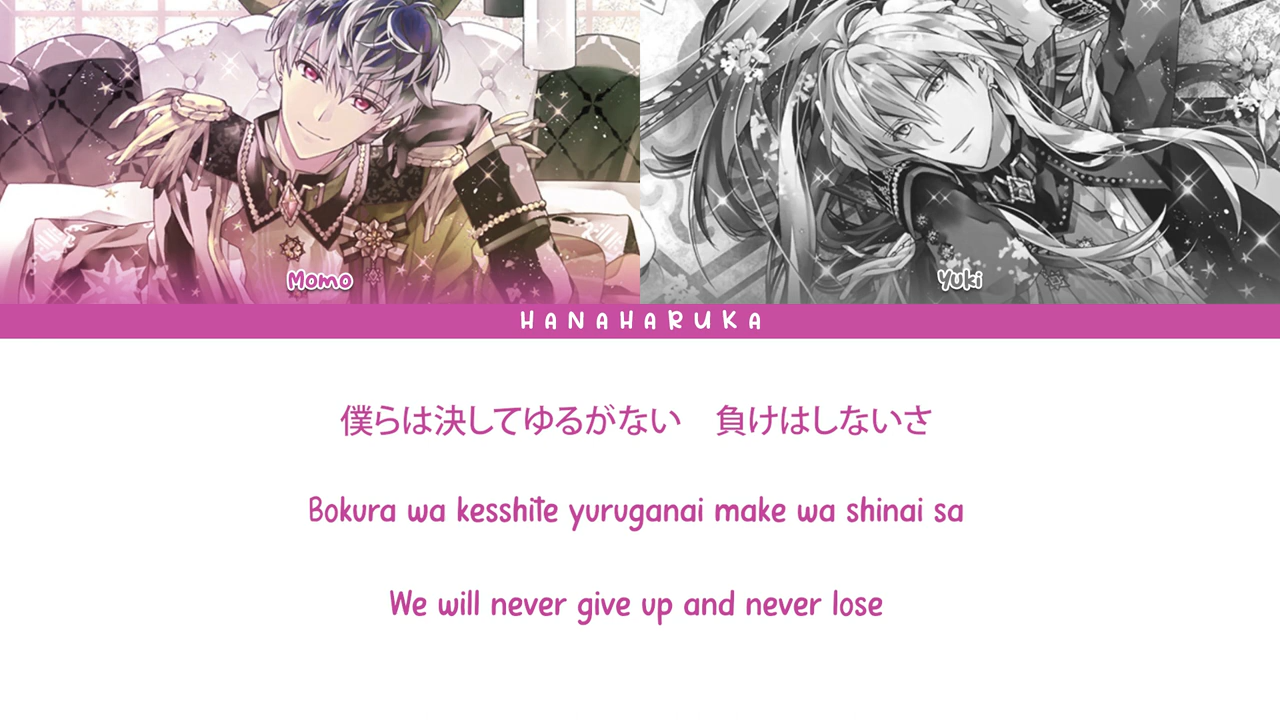 Momo
Yuki
HANAHARUKA
僕らは決してゆるがない　負けはしないさ
Bokura wa kesshite yuruganai make wa shinai sa
We will never give up and never lose